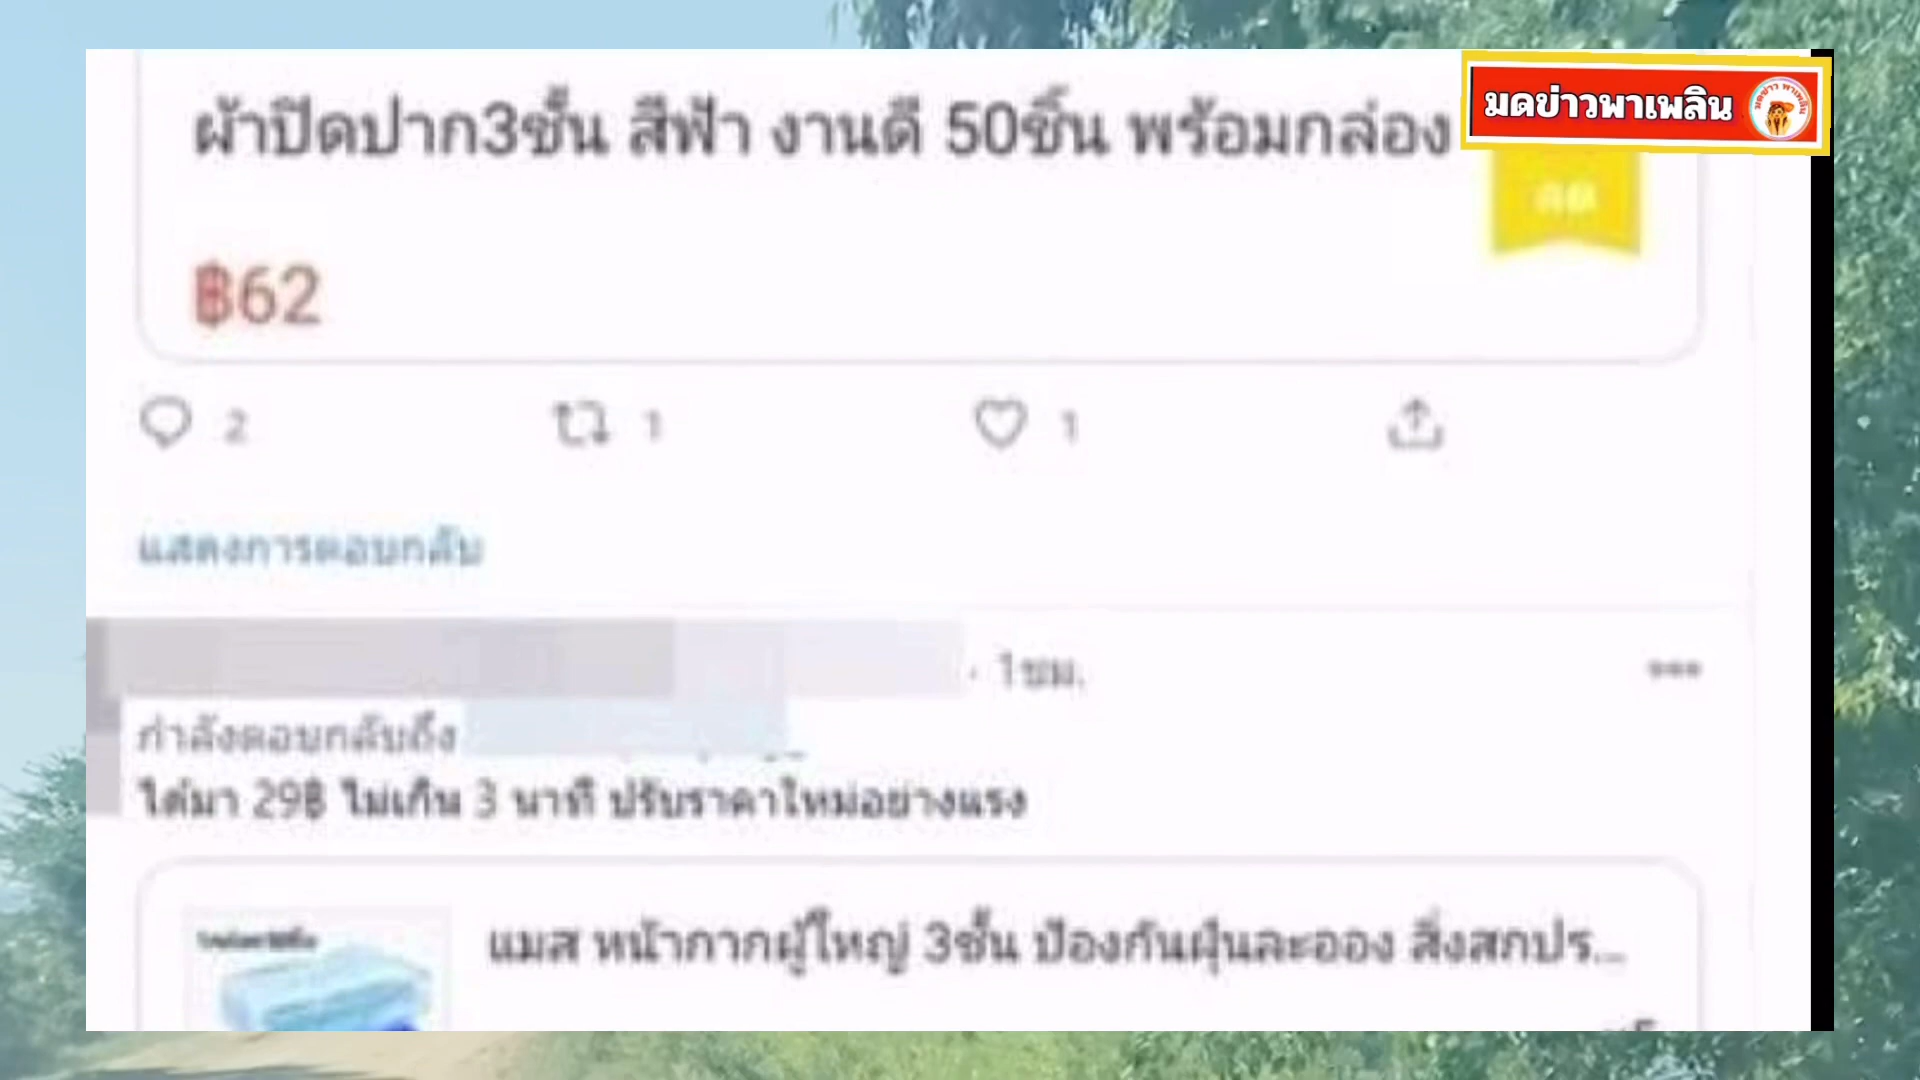 มดข่าวพาเพลิน
ผ้าปิดปาก3ชั้น สีฟ้า งานดี 50ชิ้น พร้อมกล่อง
ลด
฿62
2 1 1
แสดงการตอบกลับ
· 1ชม.
กำลังตอบกลับถึง
ได้มา 29฿ ไม่เกิน 3 นาที ปรับราคาใหม่อย่างแรง
แมส หน้ากากผู้ใหญ่ 3ชั้น ป้องกันฝุ่นละออง สิ่งสกปร...